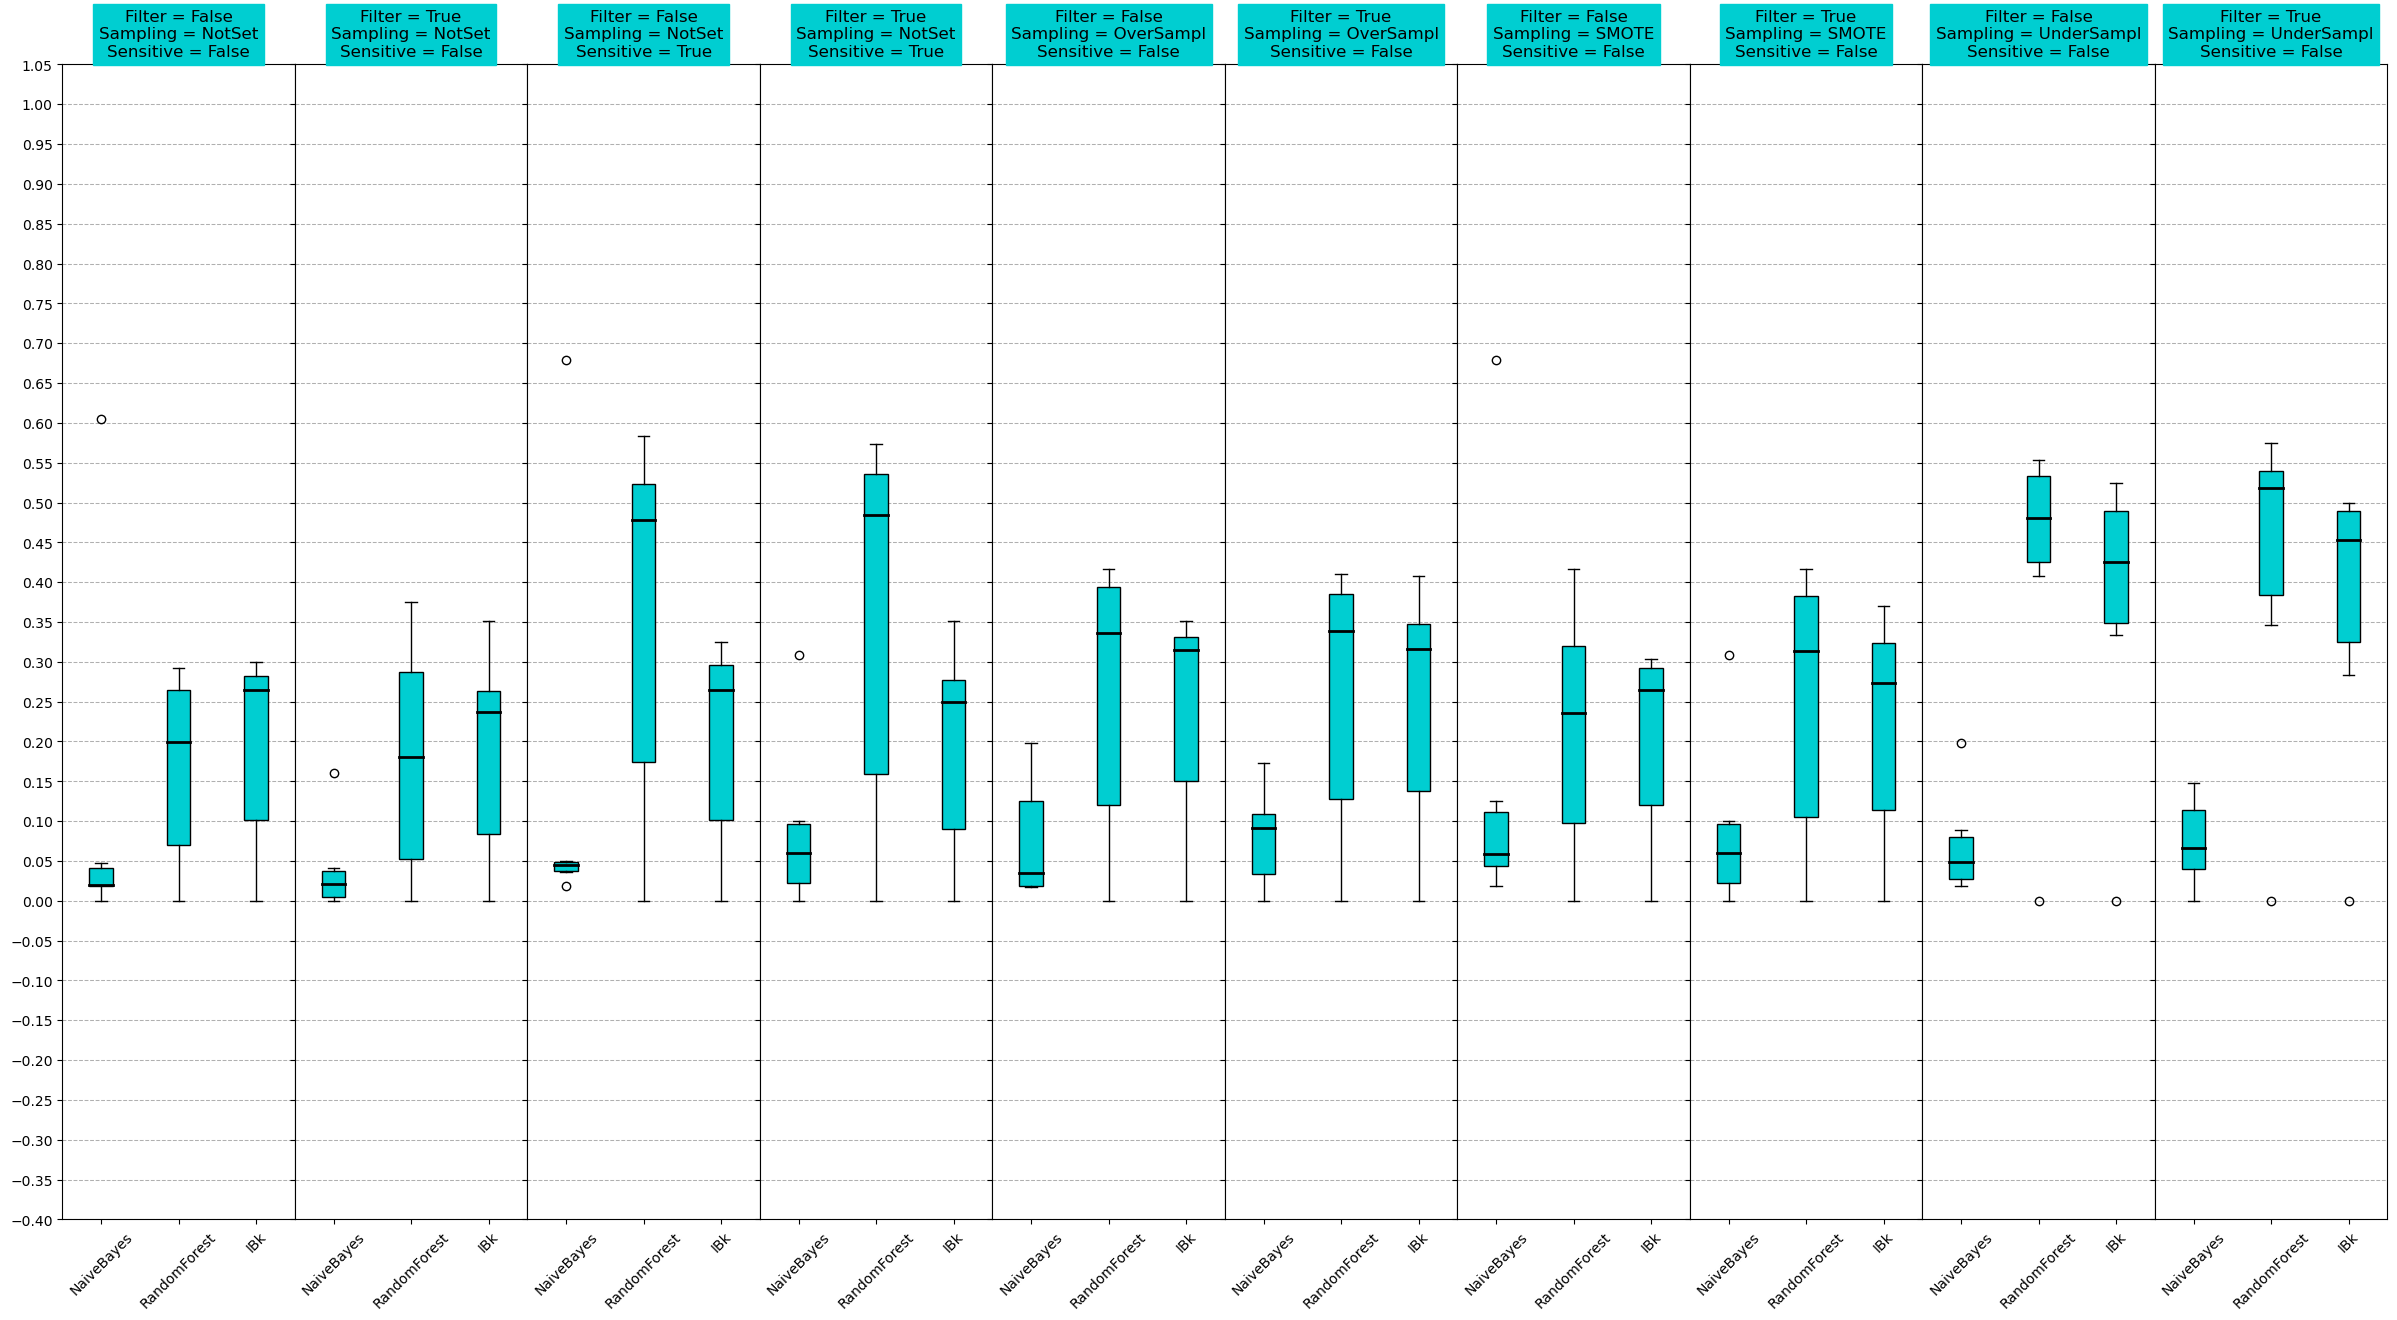 Filter = False
Sampling = NotSet
Sensitive = False
Filter = True
Sampling = NotSet
Sensitive = False
Filter = False
Sampling = NotSet
Sensitive = True
Filter = True
Sampling = NotSet
Sensitive = True
Filter = False
Sampling = OverSampl
Sensitive = False
Filter = True
Sampling = OverSampl
Sensitive = False
Filter = False
Sampling = SMOTE
Sensitive = False
Filter = True
Sampling = SMOTE
Sensitive = False
Filter = False
Sampling = UnderSampl
Sensitive = False
Filter = True
Sampling = UnderSampl
Sensitive = False
1.05
1.00
0.95
0.90
0.85
0.80
0.75
0.70
0.65
0.60
0.55
0.50
0.45
0.40
0.35
0.30
0.25
0.20
0.15
0.10
0.05
0.00
−0.05
−0.10
−0.15
−0.20
−0.25
−0.30
−0.35
−0.40
NaiveBayes
RandomForest
IBk
NaiveBayes
RandomForest
IBk
NaiveBayes
RandomForest
IBk
NaiveBayes
RandomForest
IBk
NaiveBayes
RandomForest
IBk
NaiveBayes
RandomForest
IBk
NaiveBayes
RandomForest
IBk
NaiveBayes
RandomForest
IBk
NaiveBayes
RandomForest
IBk
NaiveBayes
RandomForest
IBk